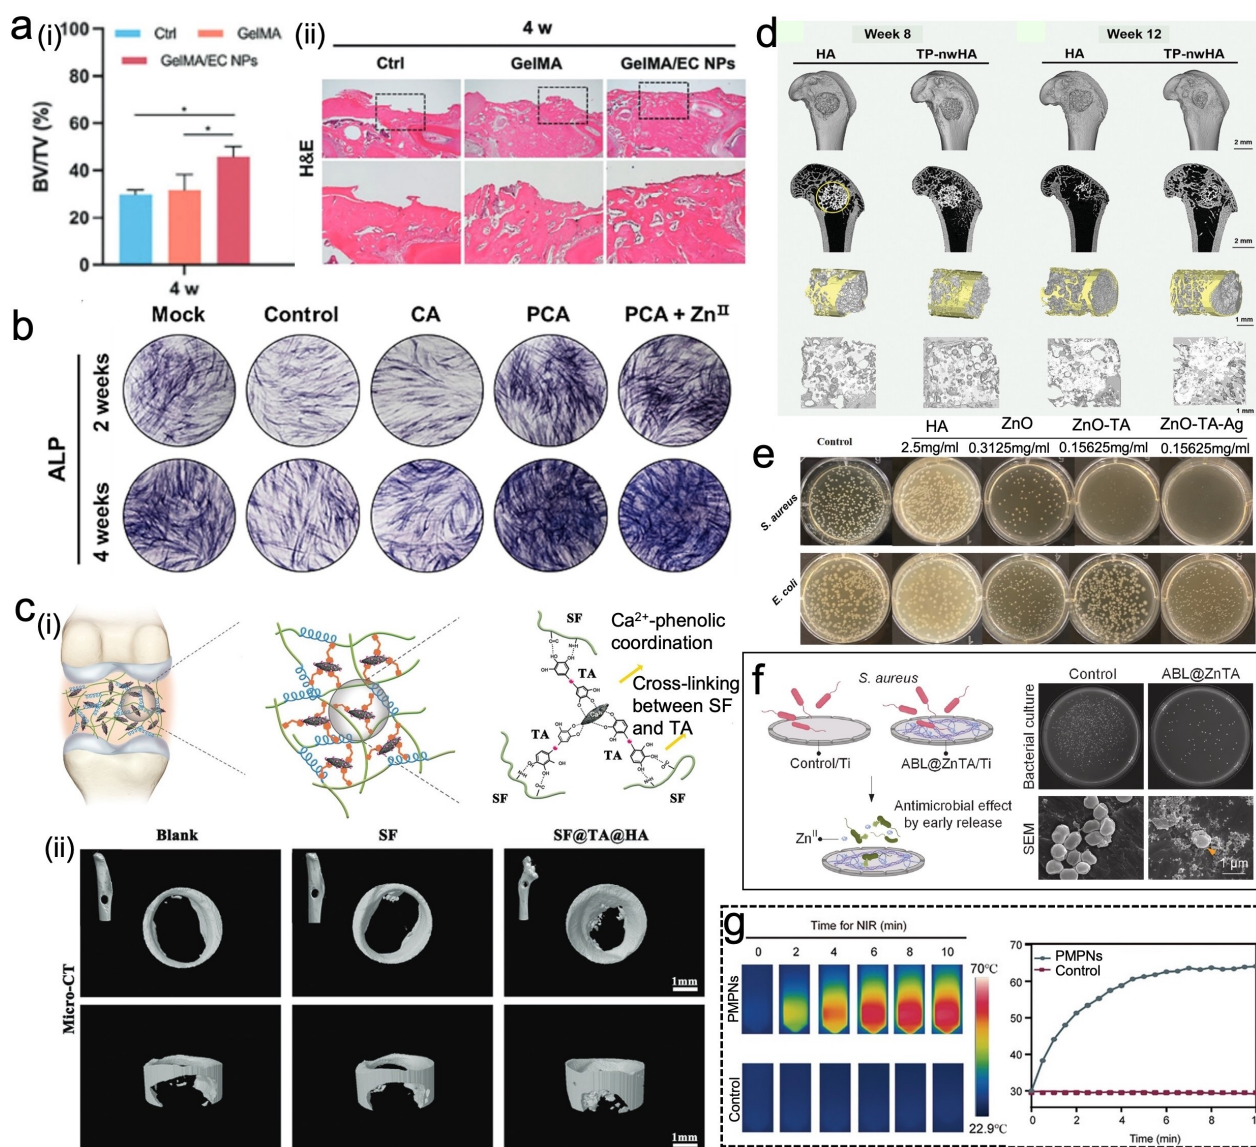 a
(i)
100
80
60
40
20
0
BV/TV (%)
Ctrl
GelMA
GelMA/EC NPs
*
*
4 w
(ii)
4 w
Ctrl
GelMA
GelMA/EC NPs
H&E
b
Mock
Control
CA
PCA
PCA + Zn^II
ALP
2 weeks
4 weeks
c
(i)
SF
TA
TA
TA
SF
SF
Ca²⁺-phenolic
coordination
Cross-linking
between SF
and TA
(ii)
Blank
SF
SF@TA@HA
Micro-CT
1mm
1mm
d
Week 8
Week 12
HA
TP-nwHA
HA
TP-nwHA
2 mm
2 mm
1 mm
1 mm
e
Control
HA
ZnO
ZnO-TA
ZnO-TA-Ag
2.5mg/ml
0.3125mg/ml
0.15625mg/ml
0.15625mg/ml
S. aureus
E. coli
f
S. aureus
Control/Ti
ABL@ZnTA/Ti
Antimicrobial effect
by early release
Zn^II
Control
ABL@ZnTA
Bacterial culture
SEM
1 μm
g
Time for NIR (min)
0 2 4 6 8 10
PMPNs
Control
70℃
22.9℃
70
60
50
40
30
PMPNs
Control
0 2 4 6 8 1
Time (min)